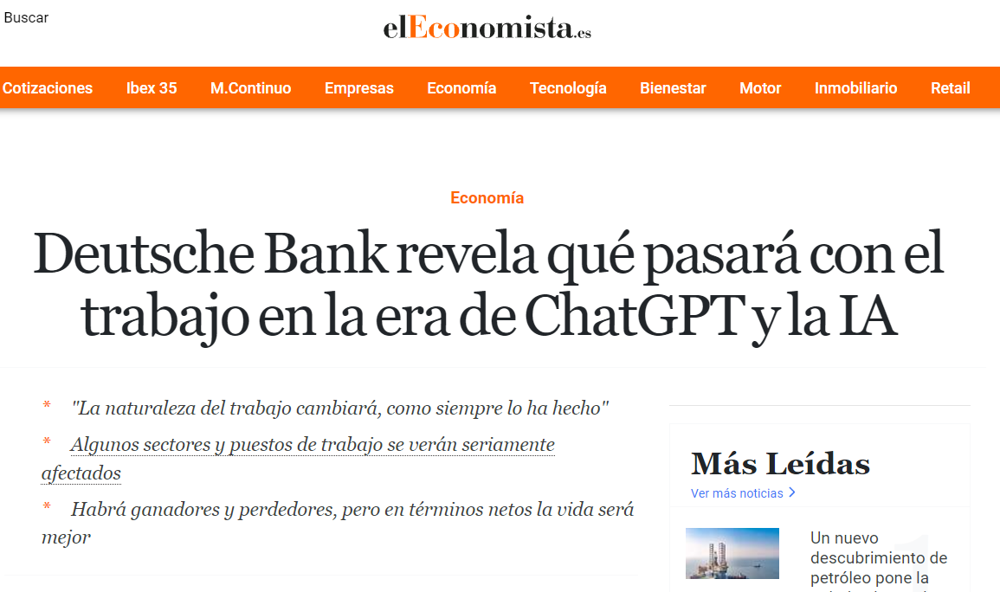 Buscar
elEconomista.es
Cotizaciones Ibex 35 M.Continuo Empresas Economía Tecnología Bienestar Motor Inmobiliario Retail
Economía
Deutsche Bank revela qué pasará con el
trabajo en la era de ChatGPT y la IA
* "La naturaleza del trabajo cambiará, como siempre lo ha hecho"
* Algunos sectores y puestos de trabajo se verán seriamente
afectados
* Habrá ganadores y perdedores, pero en términos netos la vida será
mejor
Más Leídas
Ver más noticias >
1
Un nuevo
descubrimiento de
petróleo pone la